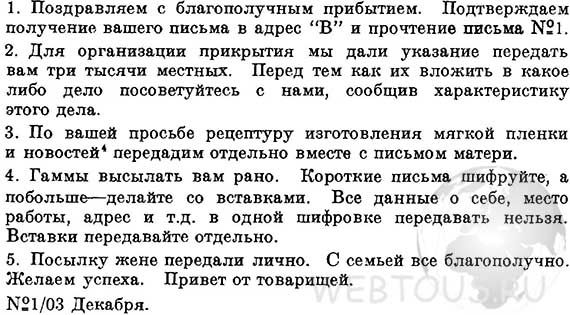 1. Поздравляем с благополучным прибытием. Подтверждаем
получение вашего письма в адрес “В” и прочтение письма №1.
2. Для организации прикрытия мы дали указание передать
вам три тысячи местных. Перед тем как их вложить в какое
либо дело посоветуйтесь с нами, сообщив характеристику
этого дела.
3. По вашей просьбе рецептуру изготовления мягкой пленки
и новостей⁴ передадим отдельно вместе с письмом матери.
4. Гаммы высылать вам рано. Короткие письма шифруйте, а
побольше—делайте со вставками. Все данные о себе, место
работы, адрес и т.д. в одной шифровке передавать нельзя.
Вставки передавайте отдельно.
5. Посылку жене передали лично. С семьей все благополучно.
Желаем успеха. Привет от товарищей.
№1/03 Декабря.
WEBTOUS.RU